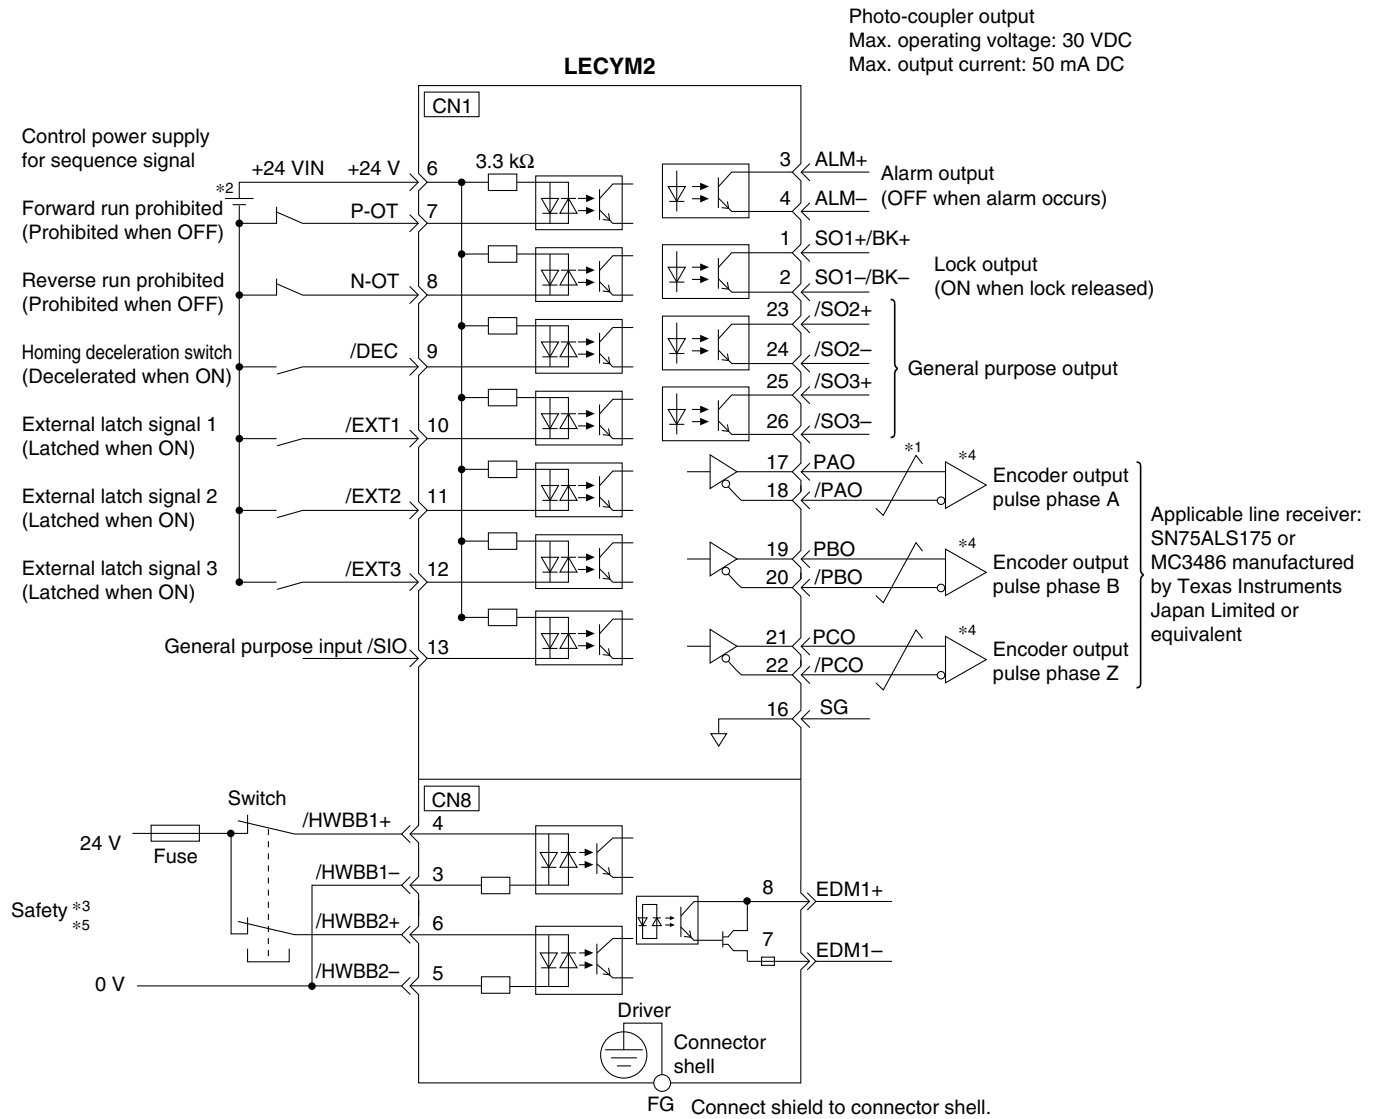 Photo-coupler output
Max. operating voltage: 30 VDC
Max. output current: 50 mA DC
LECYM2
CN1
Control power supply
for sequence signal
+24 VIN
+24 V
6
3.3 kΩ
*2
Forward run prohibited
(Prohibited when OFF)
P-OT
7
Reverse run prohibited
(Prohibited when OFF)
N-OT
8
Homing deceleration switch
(Decelerated when ON)
/DEC
9
External latch signal 1
(Latched when ON)
/EXT1
10
External latch signal 2
(Latched when ON)
/EXT2
11
External latch signal 3
(Latched when ON)
/EXT3
12
General purpose input /SIO
13
3
ALM+
4
ALM–
Alarm output
(OFF when alarm occurs)
1
SO1+/BK+
2
SO1–/BK–
Lock output
(ON when lock released)
23
/SO2+
24
/SO2–
25
/SO3+
26
/SO3–
General purpose output
17
PAO
18
/PAO
*1
*4
Encoder output
pulse phase A
19
PBO
20
/PBO
*4
Encoder output
pulse phase B
21
PCO
22
/PCO
*4
Encoder output
pulse phase Z
Applicable line receiver:
SN75ALS175 or
MC3486 manufactured
by Texas Instruments
Japan Limited or
equivalent
16
SG
CN8
Switch
24 V
Fuse
/HWBB1+
4
/HWBB1–
3
Safety *3
*5
/HWBB2+
6
/HWBB2–
5
0 V
8
EDM1+
7
EDM1–
Driver
Connector
shell
FG
Connect shield to connector shell.